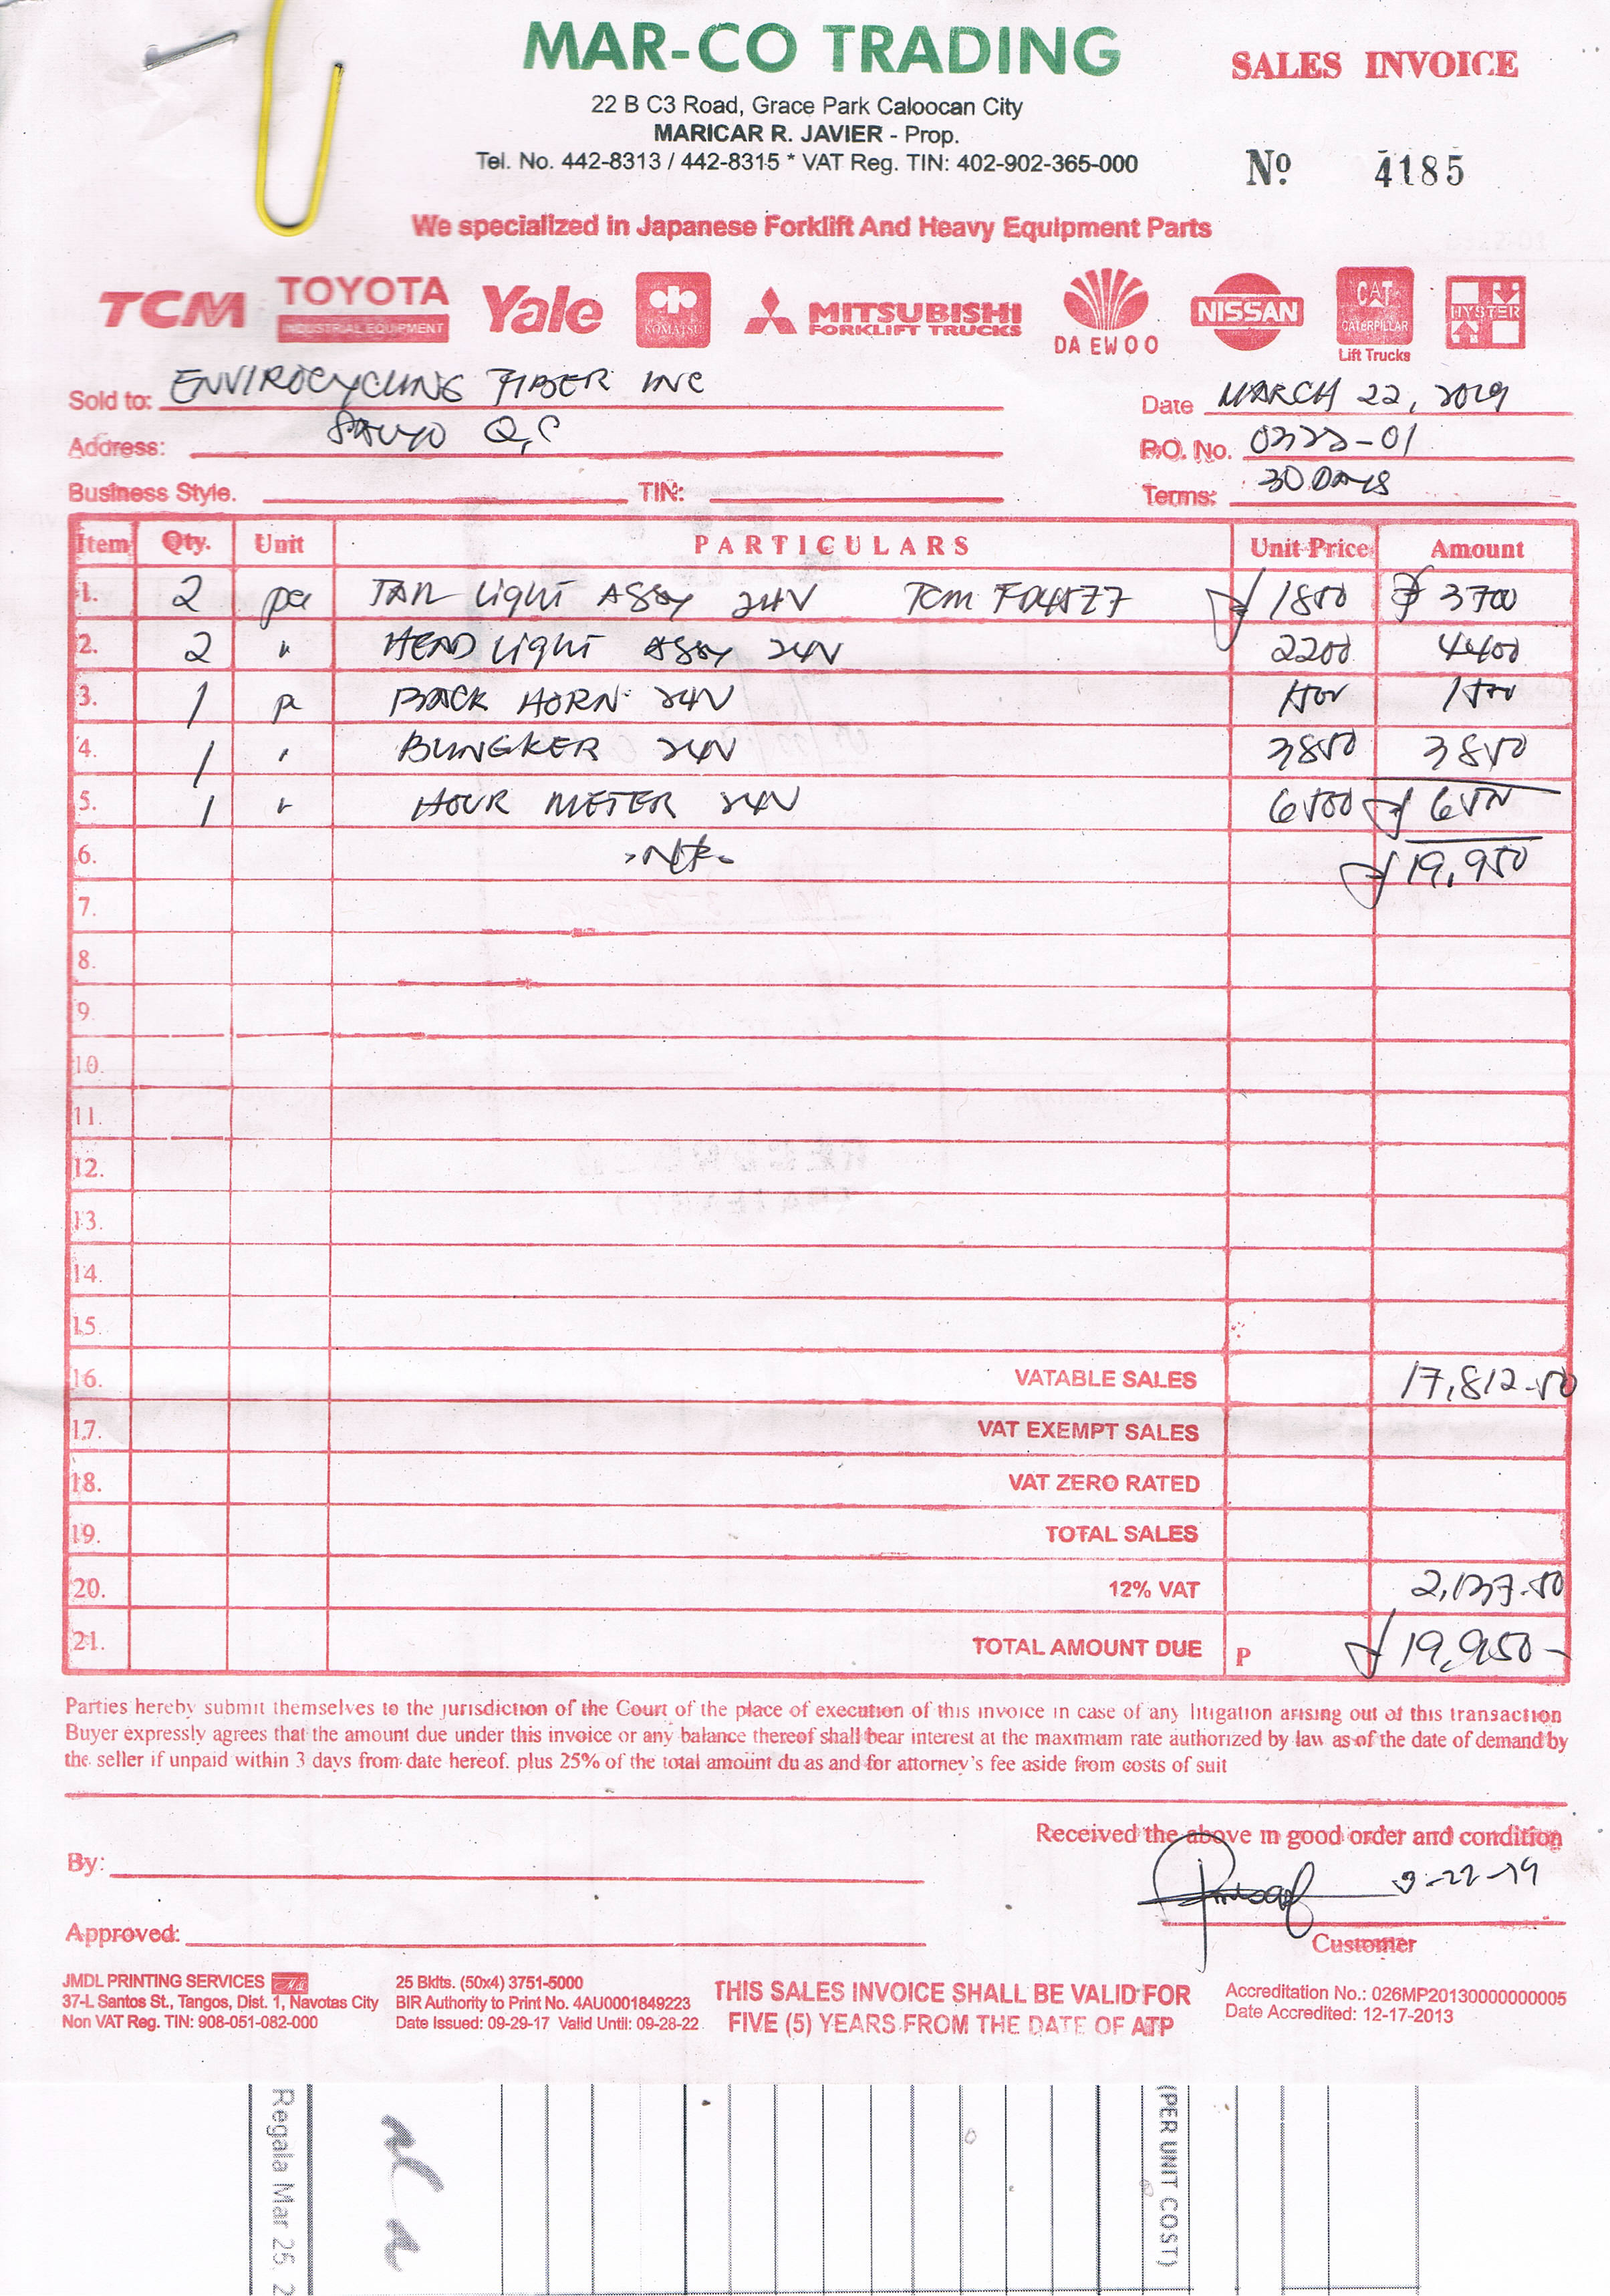 MAR-CO TRADING
SALES INVOICE
22 B C3 Road, Grace Park Caloocan City
MARICAR R. JAVIER - Prop.
Tel. No. 442-8313 / 442-8315 * VAT Reg. TIN: 402-902-365-000
Nº 4185
We specialized in Japanese Forklift And Heavy Equipment Parts
TCM TOYOTA INDUSTRIAL EQUIPMENT Yale KOMATSU MITSUBISHI FORKLIFT TRUCKS DAEWOO NISSAN CAT CATERPILLAR Lift Trucks HYSTER
Sold to: ENVIROCYCLING FIBER INC
Date MARCH 22, 2019
Address: Q.C
P.O. No. 0322-01
Business Style. TIN:
Terms: 30 DAYS
Item Qty. Unit PARTICULARS Unit Price Amount
1. 2 pcs TAIL LIGHT ASSY 24V TCM ₱ 1850 ₱ 3700
2. 2 " HEAD LIGHT ASSY 24V 2200 4400
3. 1 pc BACK HORN 24V 1500 1500
4. 1 " 24V 3850 3850
5. 1 " HOUR METER 24V 6500 ₱ 6500
6. ₱ 19,950
7.
8.
9.
10.
11.
12.
13.
14.
15.
16. VATABLE SALES 17,812.50
17. VAT EXEMPT SALES
18. VAT ZERO RATED
19. TOTAL SALES
20. 12% VAT 2,137.50
21. TOTAL AMOUNT DUE P ₱ 19,950-
Parties hereby submit themselves to the jurisdiction of the Court of the place of execution of this invoice in case of any litigation arising out of this transaction
Buyer expressly agrees that the amount due under this invoice or any balance thereof shall bear interest at the maximum rate authorized by law as of the date of demand by
the seller if unpaid within 3 days from date hereof. plus 25% of the total amount du as and for attorney's fee aside from costs of suit
Received the above in good order and condition
By:
3-22-19
Approved:
Customer
JMDL PRINTING SERVICES
37-L Santos St., Tangos, Dist. 1, Navotas City
Non VAT Reg. TIN: 908-051-082-000
25 Bklts. (50x4) 3751-5000
BIR Authority to Print No. 4AU0001849223
Date Issued: 09-29-17 Valid Until: 09-28-22
THIS SALES INVOICE SHALL BE VALID FOR
FIVE (5) YEARS FROM THE DATE OF ATP
Accreditation No.: 026MP20130000000005
Date Accredited: 12-17-2013
Regala Mar 26. 2
(PER UNIT COST)